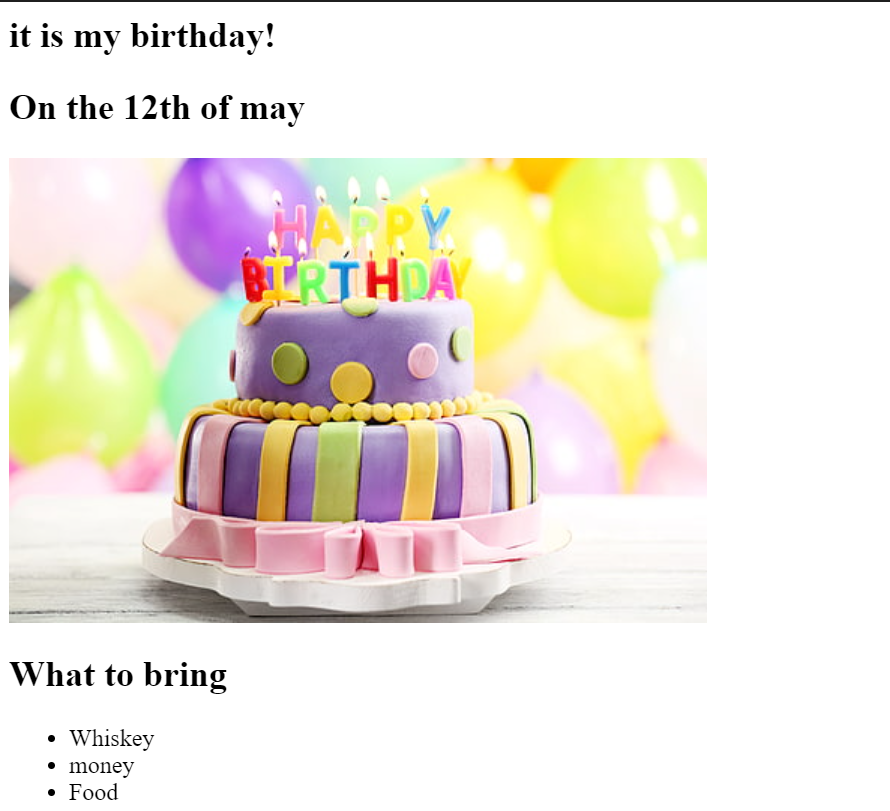 it is my birthday!
On the 12th of may
HAPPY
BIRTHDAY
What to bring
Whiskey
money
Food